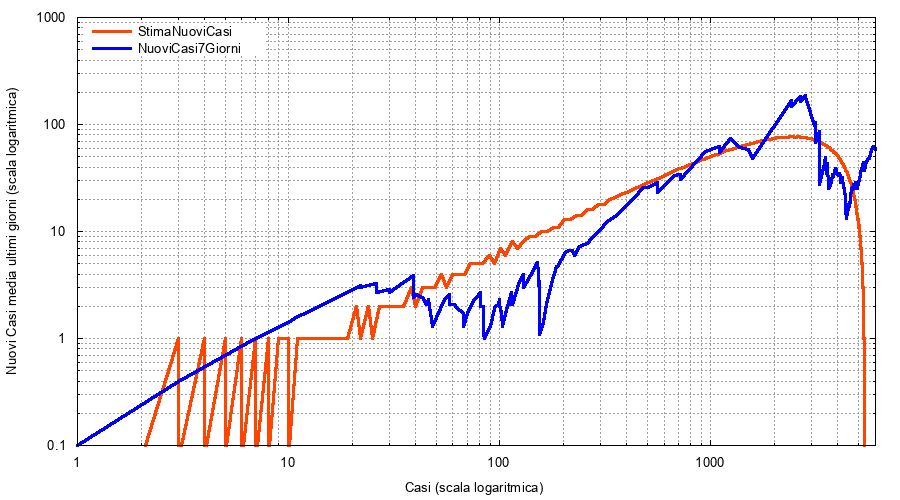 1000
StimaNuoviCasi
NuoviCasi7Giorni
100
10
1
0.1
Nuovi Casi media ultimi giorni (scala logaritmica)
1
10
100
1000
Casi (scala logaritmica)